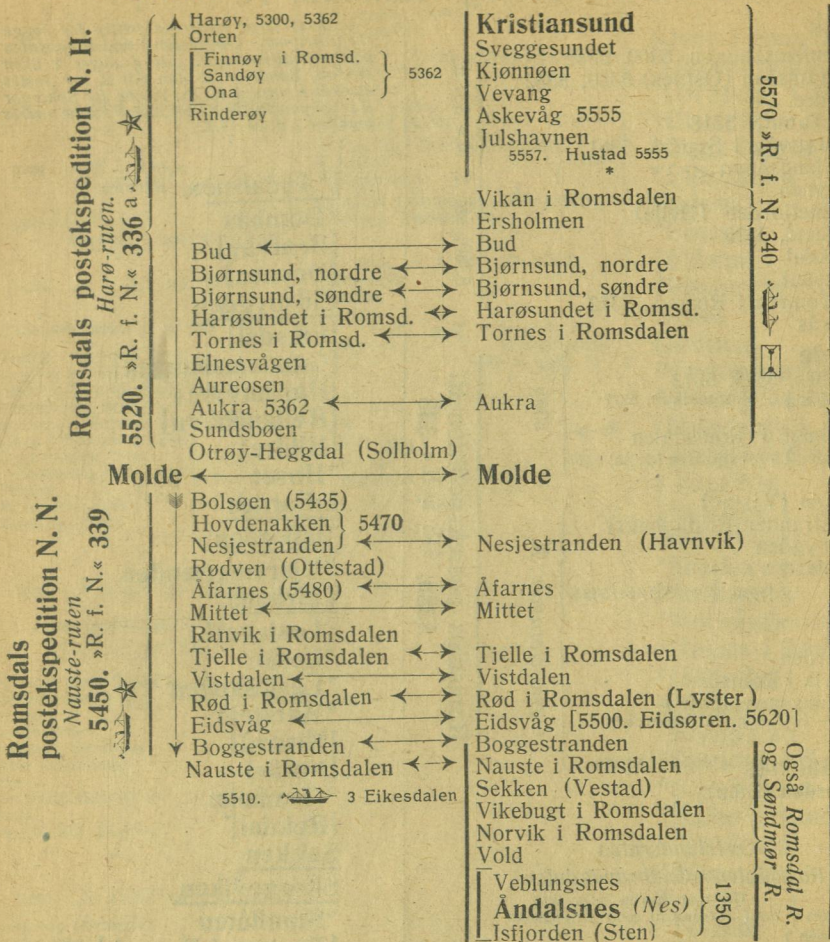 Romsdals postekspedition N. H.
Harø-ruten.
5520. »R. f. N.« 336 a
Harøy, 5300, 5362
Orten
Finnøy i Romsd.
Sandøy
Ona
5362
Rinderøy
Bud
Bjørnsund, nordre
Bjørnsund, søndre
Harøsundet i Romsd.
Tornes i Romsd.
Elnesvågen
Aureosen
Aukra 5362
Sundsbøen
Otrøy-Heggdal (Solholm)
Molde
Romsdals
postekspedition N. N.
Nauste-ruten
5450. »R. f. N.« 339
Bolsøen (5435)
Hovdenakken
Nesjestranden
5470
Rødven (Ottestad)
Åfarnes (5480)
Mittet
Ranvik i Romsdalen
Tjelle i Romsdalen
Vistdalen
Rød i Romsdalen
Eidsvåg
Boggestranden
Nauste i Romsdalen
5510. 3 Eikesdalen
Kristiansund
Sveggesundet
Kjønnøen
Vevang
Askevåg 5555
Julshavnen
5557. Hustad 5555
*
Vikan i Romsdalen
Ersholmen
Bud
Bjørnsund, nordre
Bjørnsund, søndre
Harøsundet i Romsd.
Tornes i Romsdalen
Aukra
5570 »R. f. N. 340
Molde
Nesjestranden (Havnvik)
Åfarnes
Mittet
Tjelle i Romsdalen
Vistdalen
Rød i Romsdalen (Lyster)
Eidsvåg [5500. Eidsøren. 5620]
Boggestranden
Nauste i Romsdalen
Sekken (Vestad)
Vikebugt i Romsdalen
Norvik i Romsdalen
Vold
Veblungsnes
Åndalsnes (Nes)
Isfjorden (Sten)
1350
Også Romsdal R.
og Søndmør R.